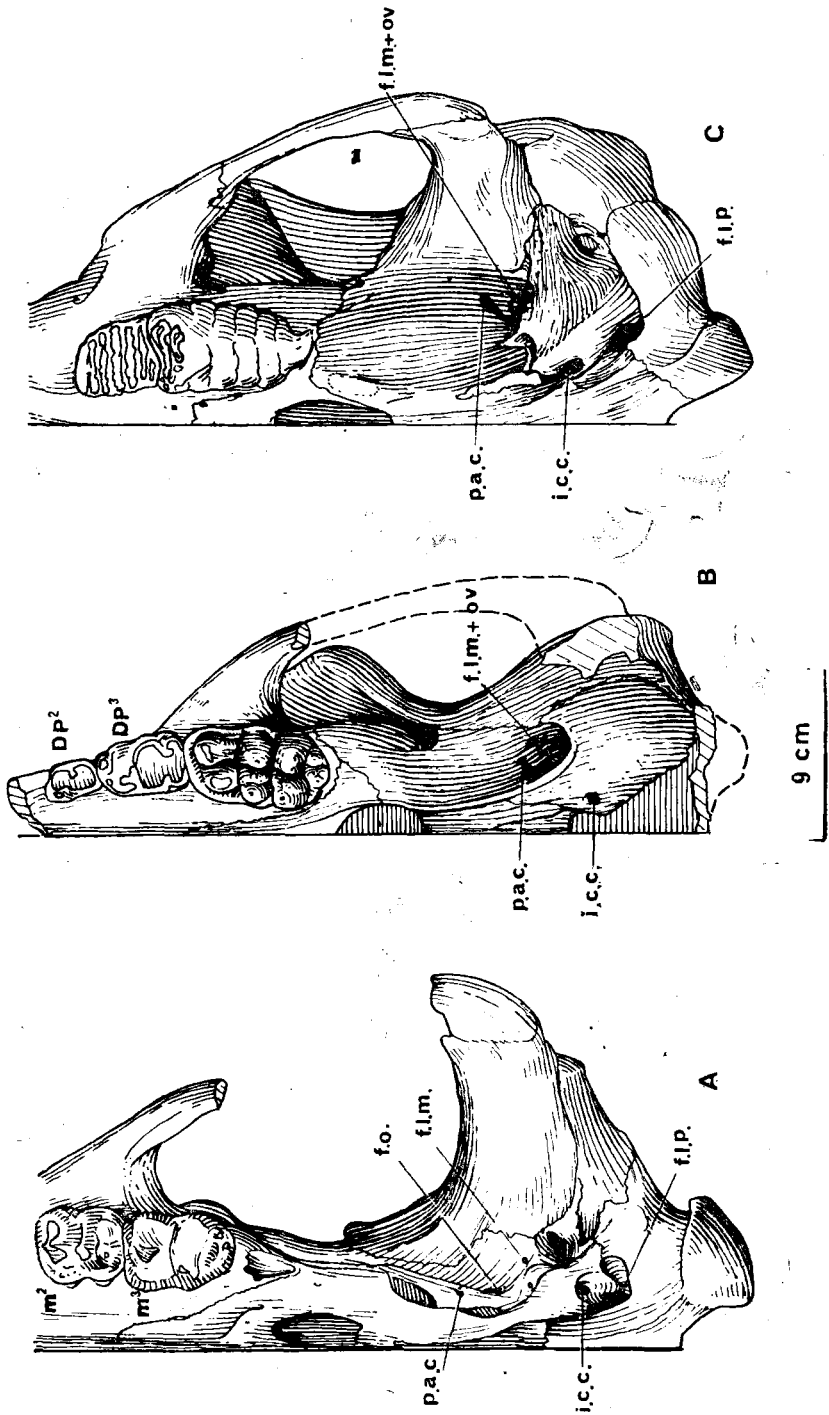 f.l.m.+ov
C
f.l.p.
p.a.c.
i.c.c.
DP²
DP³
f.l.m.+ov
B
p.a.c.
i.c.c.
9 cm
m²
m³
f.o.
f.l.m.
A
f.l.p.
p.a.c
i.c.c.